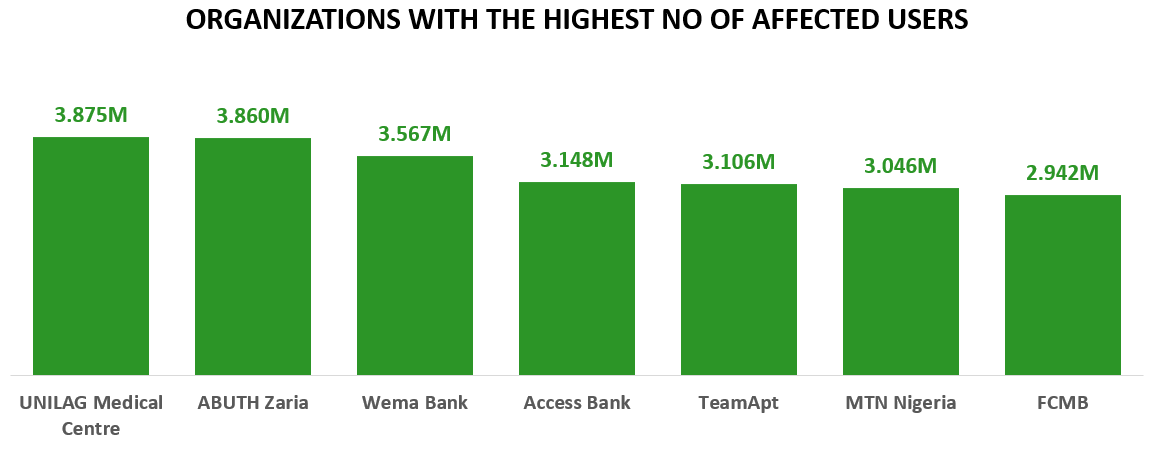 ORGANIZATIONS WITH THE HIGHEST NO OF AFFECTED USERS
3.875M
3.860M
3.567M
3.148M
3.106M
3.046M
2.942M
UNILAG Medical
Centre
ABUTH Zaria
Wema Bank
Access Bank
TeamApt
MTN Nigeria
FCMB